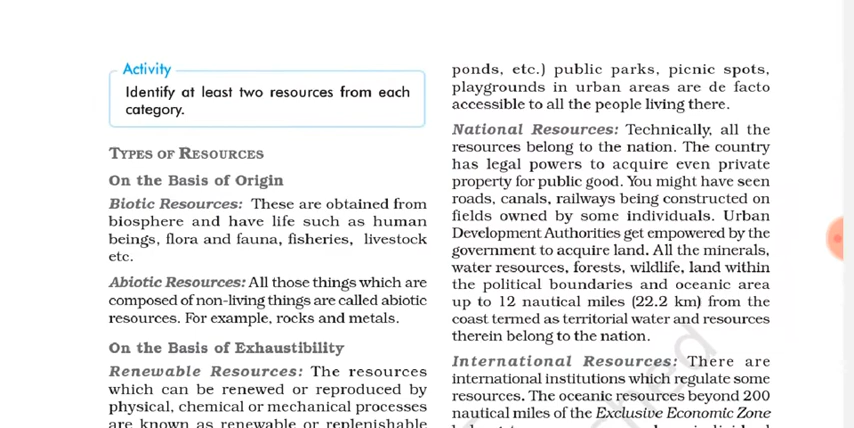 Activity
Identify at least two resources from each
category.
TYPES OF RESOURCES
On the Basis of Origin
Biotic Resources: These are obtained from
biosphere and have life such as human
beings, flora and fauna, fisheries, livestock
etc.
Abiotic Resources: All those things which are
composed of non-living things are called abiotic
resources. For example, rocks and metals.
On the Basis of Exhaustibility
Renewable Resources: The resources
which can be renewed or reproduced by
physical, chemical or mechanical processes
are known as renewable or replenishable
ponds, etc.) public parks, picnic spots,
playgrounds in urban areas are de facto
accessible to all the people living there.
National Resources: Technically, all the
resources belong to the nation. The country
has legal powers to acquire even private
property for public good. You might have seen
roads, canals, railways being constructed on
fields owned by some individuals. Urban
Development Authorities get empowered by the
government to acquire land. All the minerals,
water resources, forests, wildlife, land within
the political boundaries and oceanic area
up to 12 nautical miles (22.2 km) from the
coast termed as territorial water and resources
therein belong to the nation.
International Resources: There are
international institutions which regulate some
resources. The oceanic resources beyond 200
nautical miles of the Exclusive Economic Zone